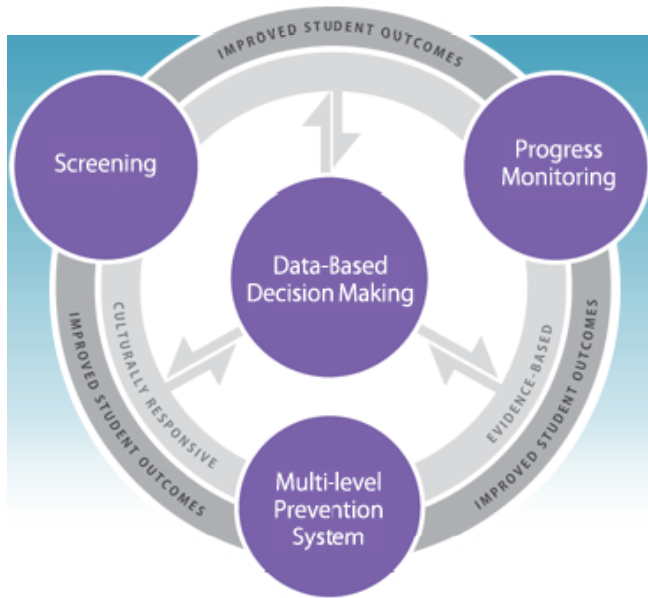 IMPROVED STUDENT OUTCOMES
Screening
Progress
Monitoring
Data-Based
Decision Making
IMPROVED STUDENT OUTCOMES
CULTURALLY RESPONSIVE
EVIDENCE-BASED
IMPROVED STUDENT OUTCOMES
Multi-level
Prevention
System